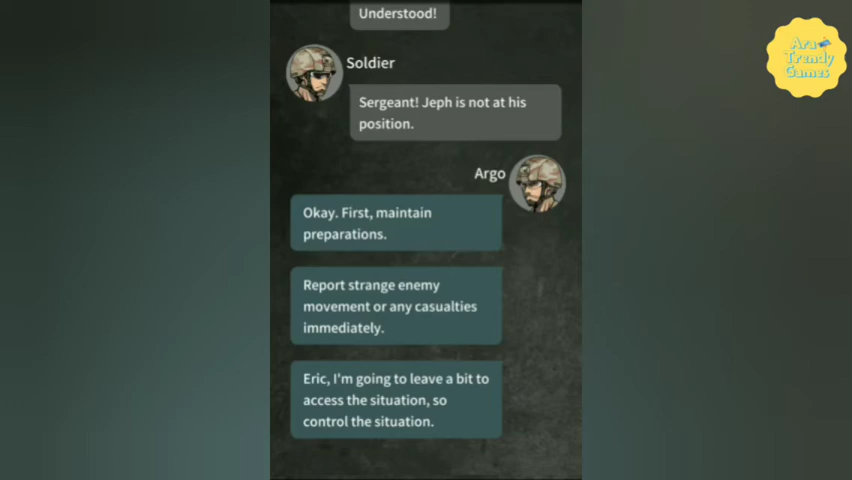 Understood!
Soldier
Sergeant! Jeph is not at his
position.
Argo
Okay. First, maintain
preparations.
Report strange enemy
movement or any casualties
immediately.
Eric, I'm going to leave a bit to
access the situation, so
control the situation.
Ara
Trendy
Games